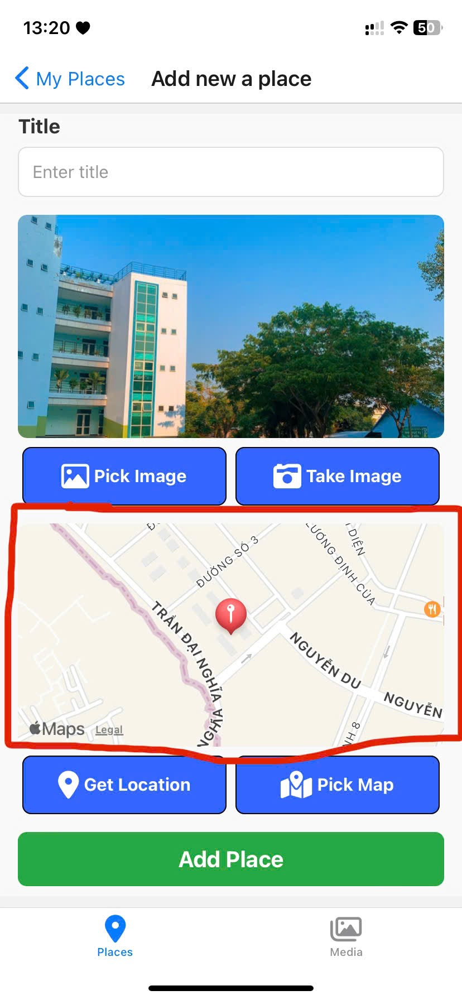 13:20
50
My Places
Add new a place
Title
Enter title
Pick Image
Take Image
DIỆN
LƯƠNG ĐỊNH CỦA
ĐƯỜNG SỐ 3
TRẦN ĐẠI NGHĨA
NGUYỄN DU
NGUYỄN
NH 8
NGHĨA
Maps Legal
Get Location
Pick Map
Add Place
Places
Media